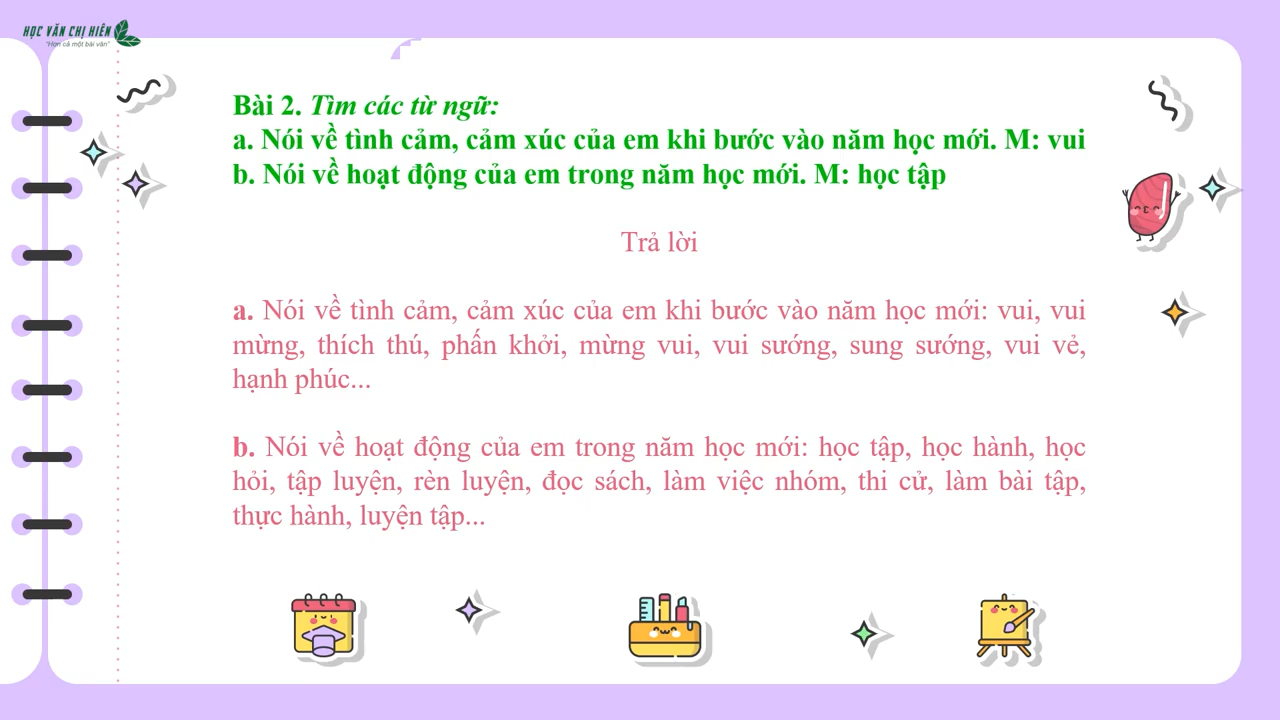 HỌC VĂN CHỊ HIÊN
"Hơn cả một bài văn"
Bài 2. Tìm các từ ngữ:
a. Nói về tình cảm, cảm xúc của em khi bước vào năm học mới. M: vui
b. Nói về hoạt động của em trong năm học mới. M: học tập
Trả lời
a. Nói về tình cảm, cảm xúc của em khi bước vào năm học mới: vui, vui
mừng, thích thú, phấn khởi, mừng vui, vui sướng, sung sướng, vui vẻ,
hạnh phúc...
b. Nói về hoạt động của em trong năm học mới: học tập, học hành, học
hỏi, tập luyện, rèn luyện, đọc sách, làm việc nhóm, thi cử, làm bài tập,
thực hành, luyện tập...